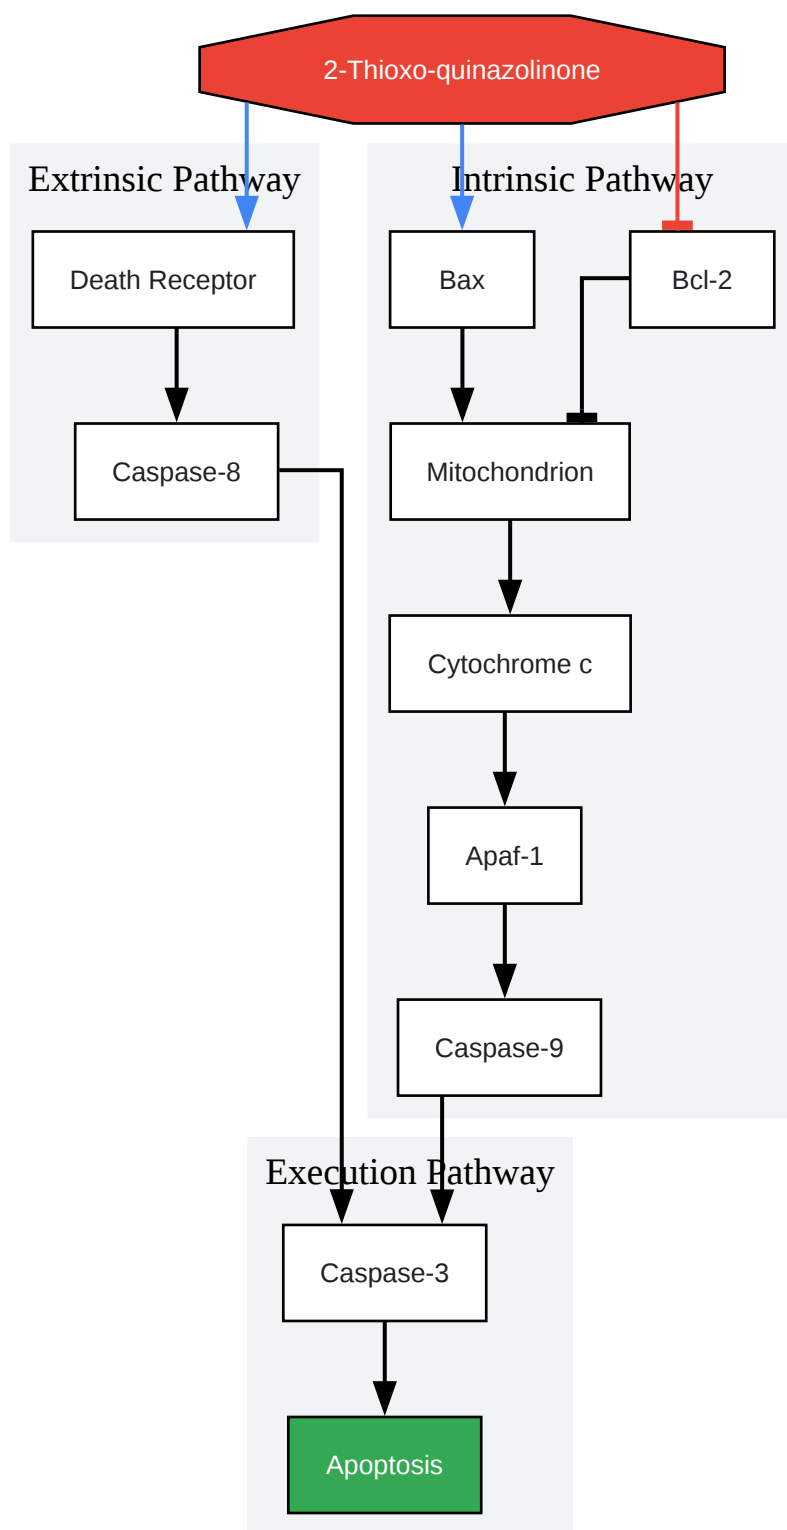 2-Thioxo-quinazolinone
Extrinsic Pathway
Intrinsic Pathway
Death Receptor
Bax
Bcl-2
Caspase-8
Mitochondrion
Cytochrome c
Apaf-1
Caspase-9
Execution Pathway
Caspase-3
Apoptosis